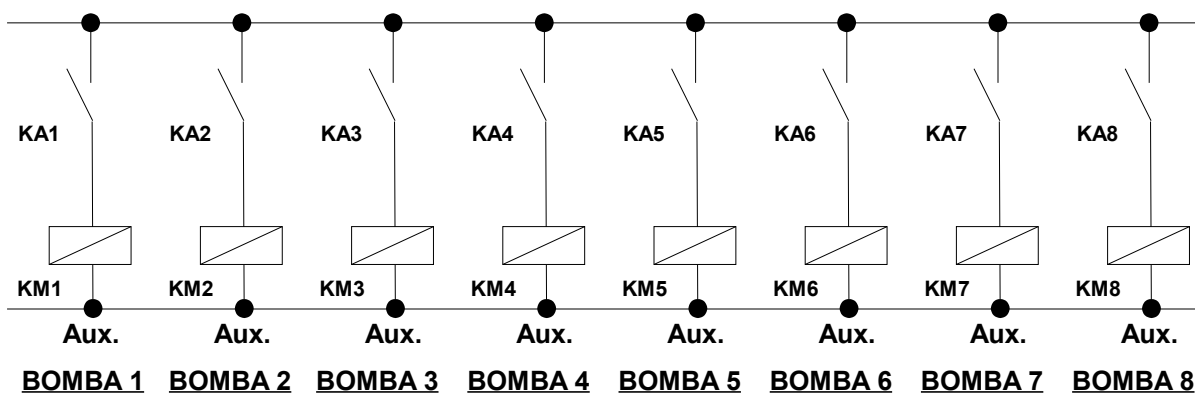 KA1 KA2 KA3 KA4 KA5 KA6 KA7 KA8
KM1 KM2 KM3 KM4 KM5 KM6 KM7 KM8
Aux. Aux. Aux. Aux. Aux. Aux. Aux. Aux.
BOMBA 1 BOMBA 2 BOMBA 3 BOMBA 4 BOMBA 5 BOMBA 6 BOMBA 7 BOMBA 8